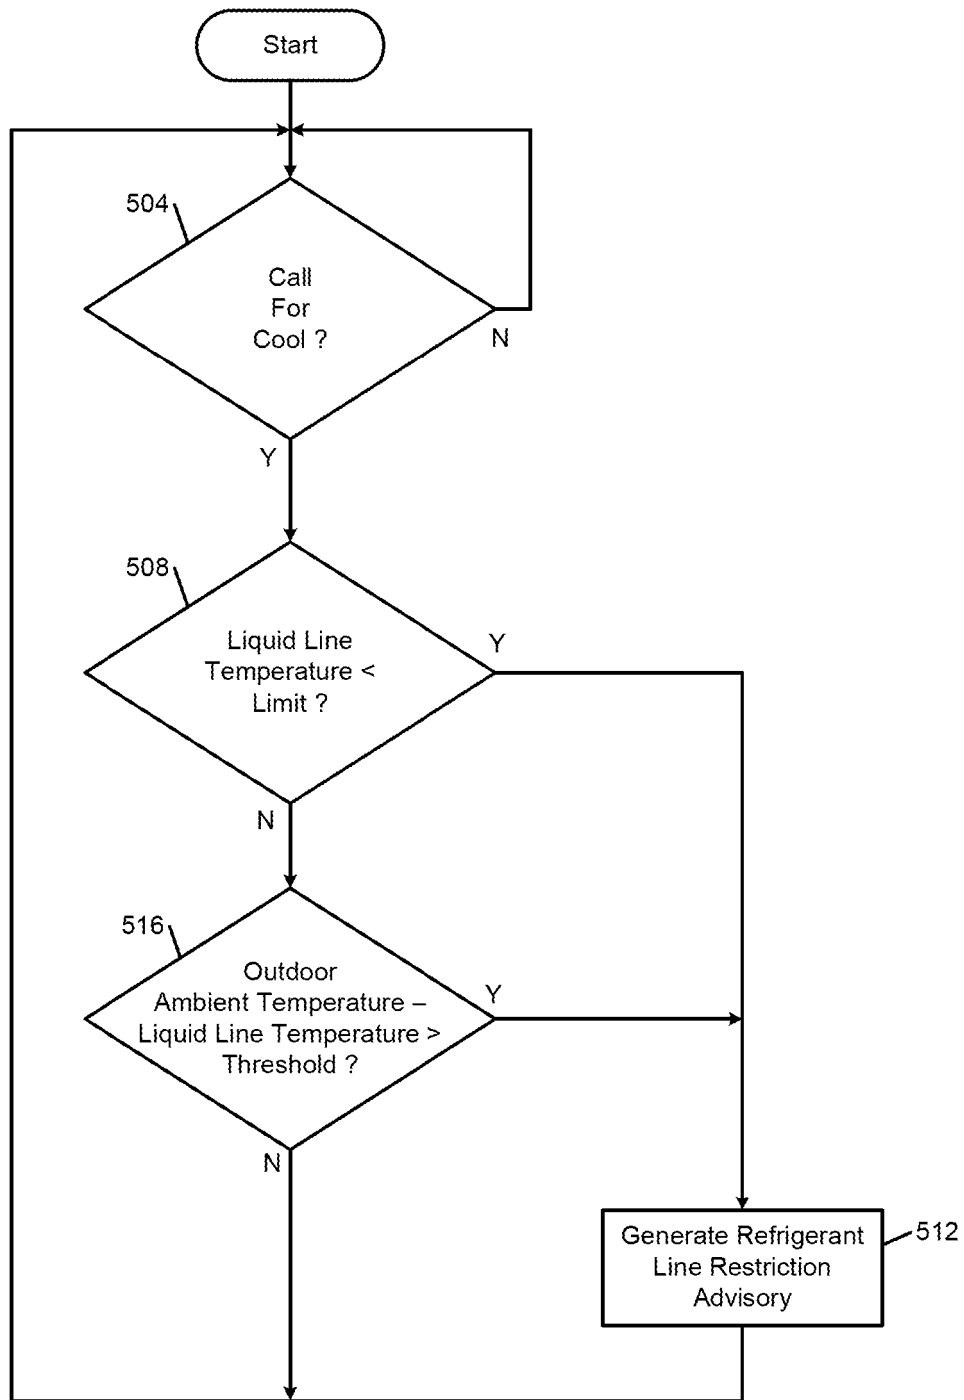 Start
504
Call
For
Cool ?
N
Y
508
Liquid Line
Temperature <
Limit ?
Y
N
516
Outdoor
Ambient Temperature –
Liquid Line Temperature >
Threshold ?
Y
N
Generate Refrigerant
Line Restriction
Advisory
512